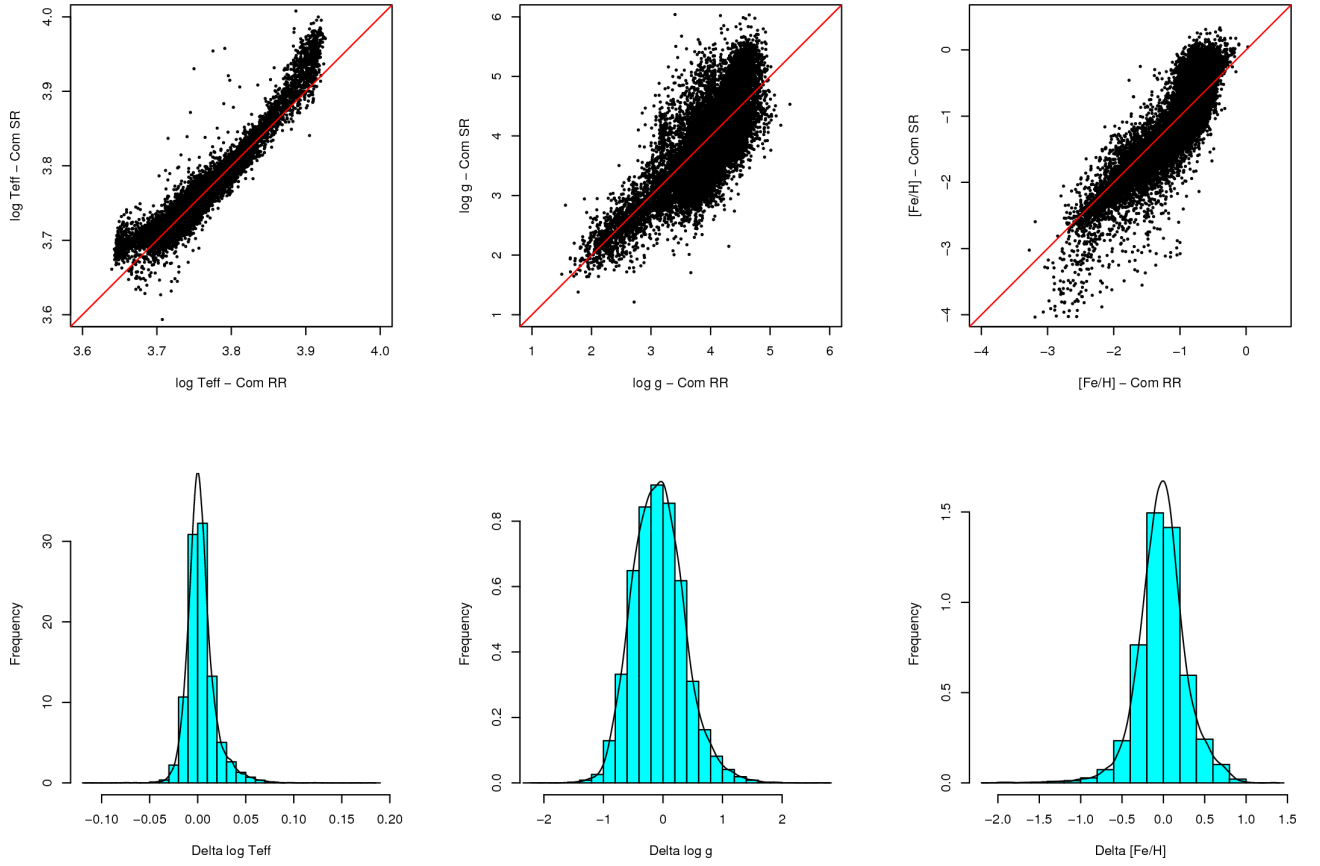 4.0
3.9
3.8
3.7
3.6
log Teff − Com SR
3.6 3.7 3.8 3.9 4.0
log Teff − Com RR
6
5
4
3
2
1
log g − Com SR
1 2 3 4 5 6
log g − Com RR
0
−1
−2
−3
−4
[Fe/H] − Com SR
−4 −3 −2 −1 0
[Fe/H] − Com RR
30
20
10
0
Frequency
−0.10 −0.05 0.00 0.05 0.10 0.15 0.20
Delta log Teff
0.8
0.6
0.4
0.2
0.0
Frequency
−2 −1 0 1 2
Delta log g
1.5
1.0
0.5
0.0
Frequency
−2.0 −1.5 −1.0 −0.5 0.0 0.5 1.0 1.5
Delta [Fe/H]